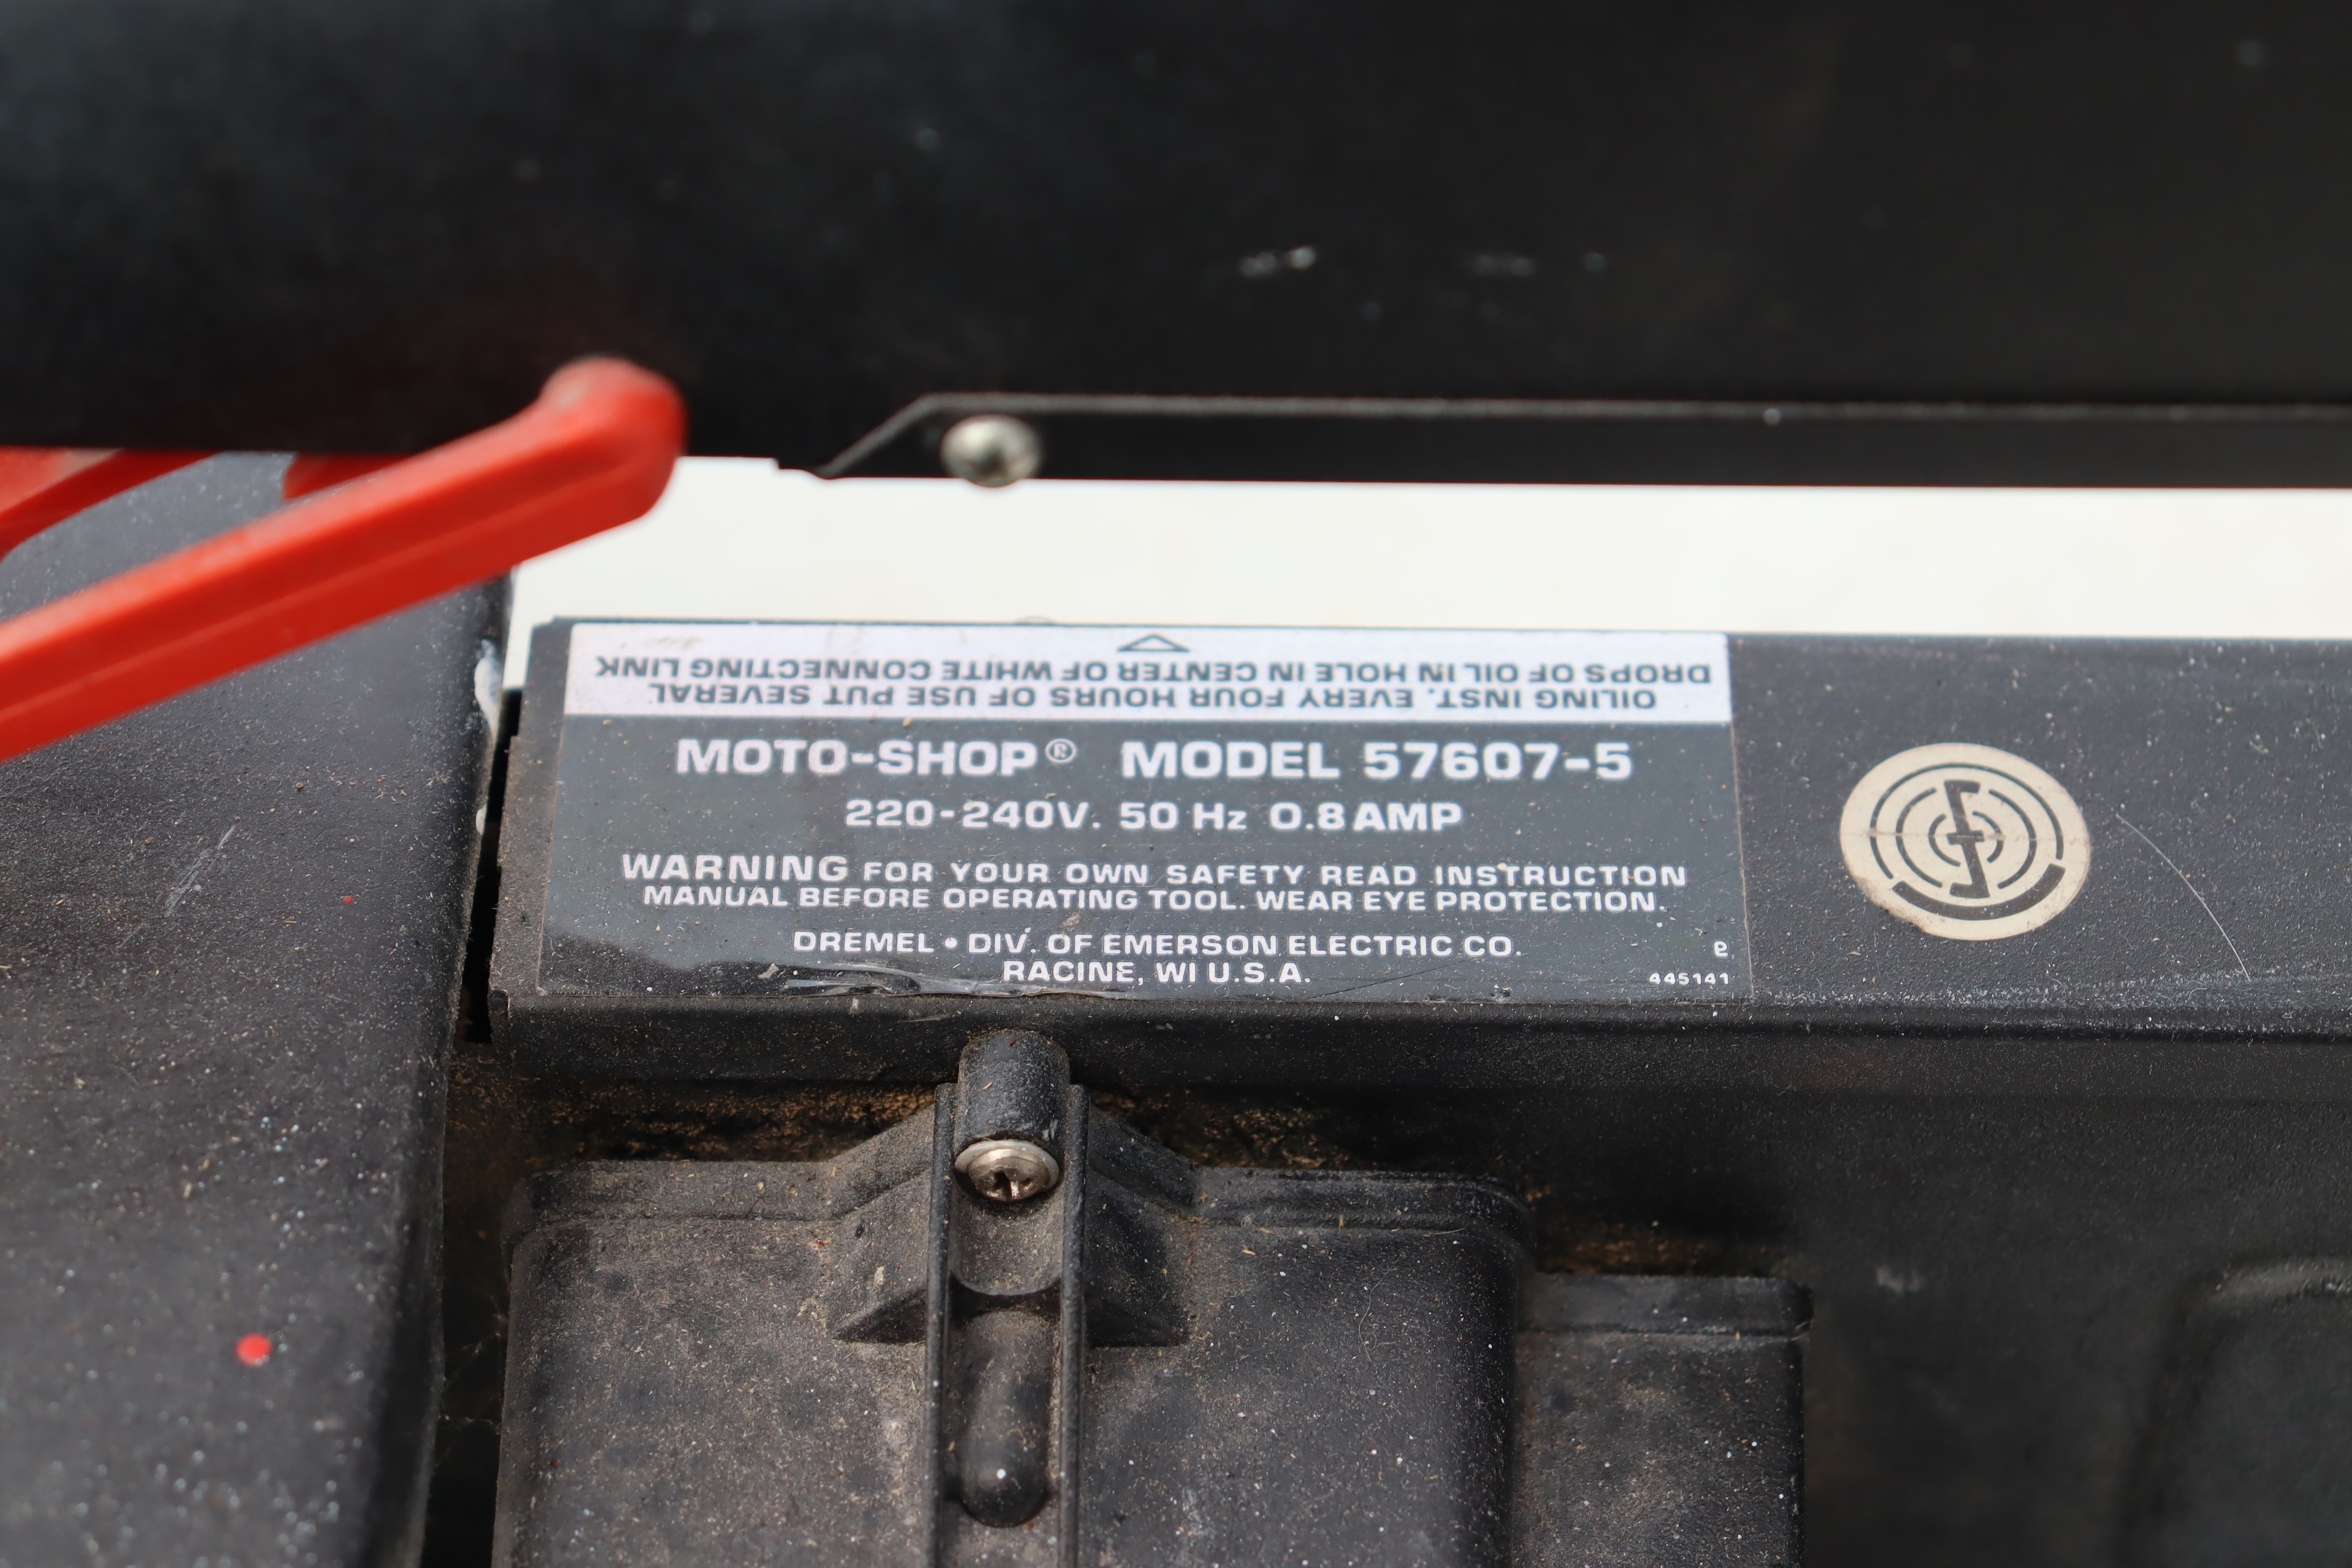 OILING INST. EVERY FOUR HOURS OF USE PUT SEVERAL
DROPS OF OIL IN HOLE IN CENTER OF WHITE CONNECTING LINK
MOTO-SHOP® MODEL 57607-5
220-240V. 50 Hz 0.8 AMP
WARNING FOR YOUR OWN SAFETY READ INSTRUCTION
MANUAL BEFORE OPERATING TOOL. WEAR EYE PROTECTION.
DREMEL • DIV. OF EMERSON ELECTRIC CO.
RACINE, WI U.S.A.
445141